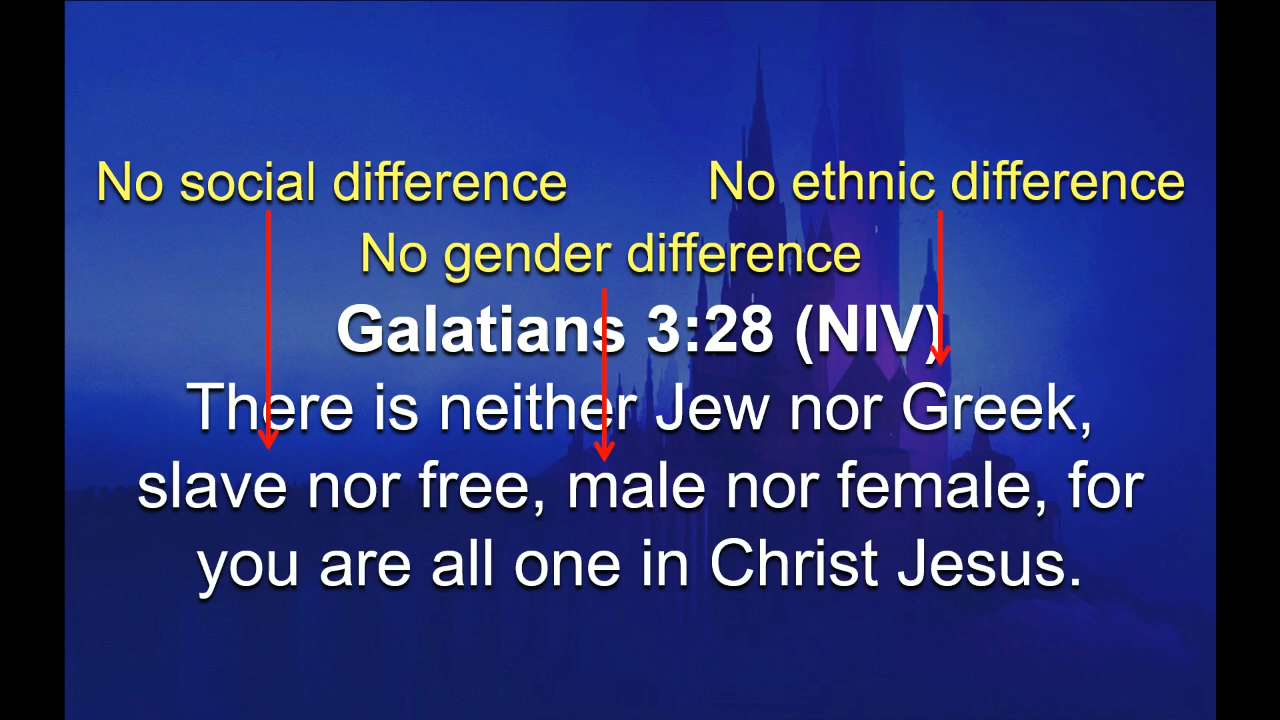 No social difference
No ethnic difference
No gender difference
Galatians 3:28 (NIV)
There is neither Jew nor Greek,
slave nor free, male nor female, for
you are all one in Christ Jesus.